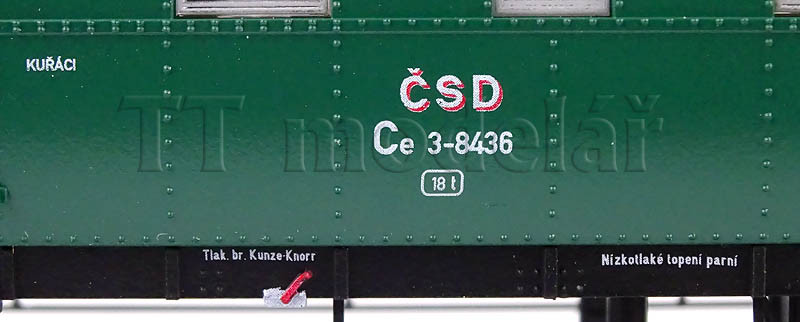 KUŘÁCI
ČSD
TT modelář
Ce 3-8436
18 t
Tlak. br. Kunze-Knorr
Nízkotlaké topení parní